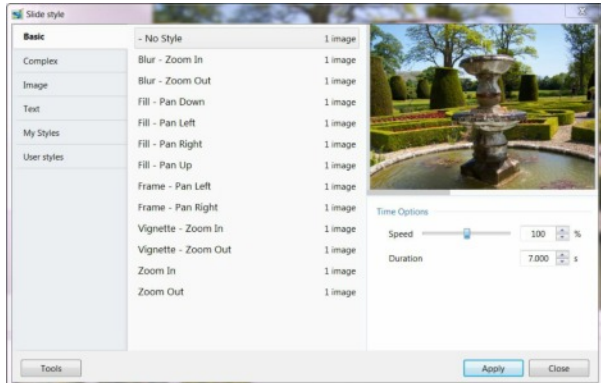 Slide style
Basic
Complex
Image
Text
My Styles
User styles
- No Style 1 image
Blur - Zoom In 1 image
Blur - Zoom Out 1 image
Fill - Pan Down 1 image
Fill - Pan Left 1 image
Fill - Pan Right 1 image
Fill - Pan Up 1 image
Frame - Pan Left 1 image
Frame - Pan Right 1 image
Vignette - Zoom In 1 image
Vignette - Zoom Out 1 image
Zoom In 1 image
Zoom Out 1 image
Time Options
Speed 100 %
Duration 7.000 s
Tools
Apply
Close